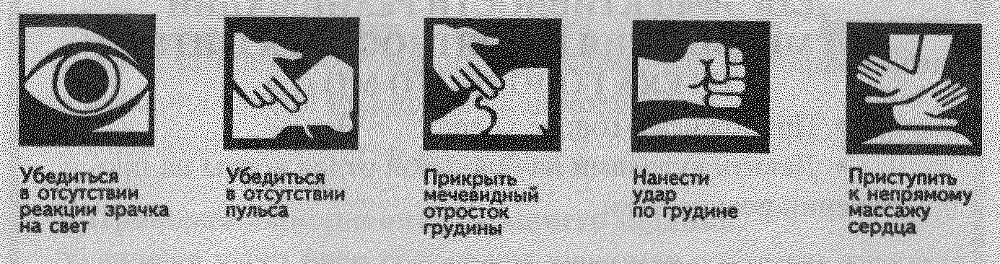 Убедиться
в отсутствии
реакции зрачка
на свет
Убедиться
в отсутствии
пульса
Прикрыть
мечевидный
отросток
грудины
Нанести
удар
по грудине
Приступить
к непрямому
массажу
сердца